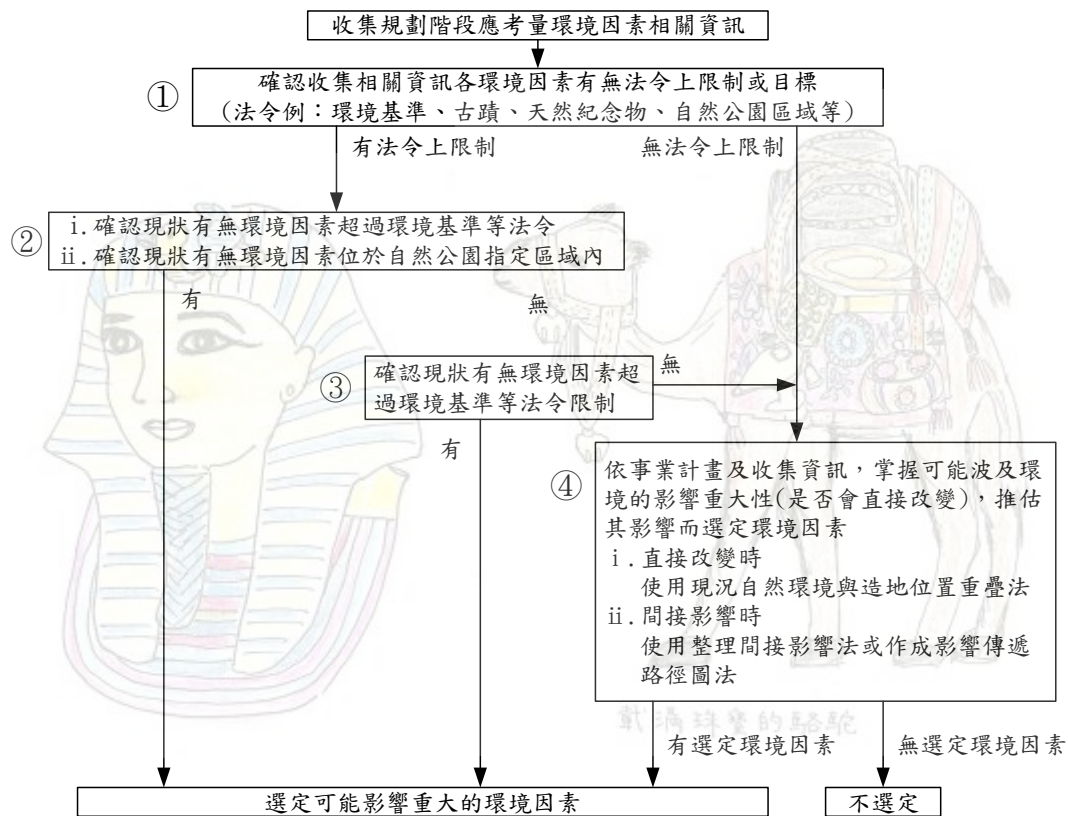 收集規劃階段應考量環境因素相關資訊
①
確認收集相關資訊各環境因素有無法令上限制或目標
(法令例：環境基準、古蹟、天然紀念物、自然公園區域等)
有法令上限制
無法令上限制
②
i.確認現狀有無環境因素超過環境基準等法令
ii.確認現狀有無環境因素位於自然公園指定區域內
有
無
③
確認現狀有無環境因素超
過環境基準等法令限制
無
有
④
依事業計畫及收集資訊，掌握可能波及環
境的影響重大性(是否會直接改變)，推估
其影響而選定環境因素
i.直接改變時
使用現況自然環境與造地位置重疊法
ii.間接影響時
使用整理間接影響法或作成影響傳遞
路徑圖法
載滿珠寶的駱駝
有選定環境因素
無選定環境因素
選定可能影響重大的環境因素
不選定